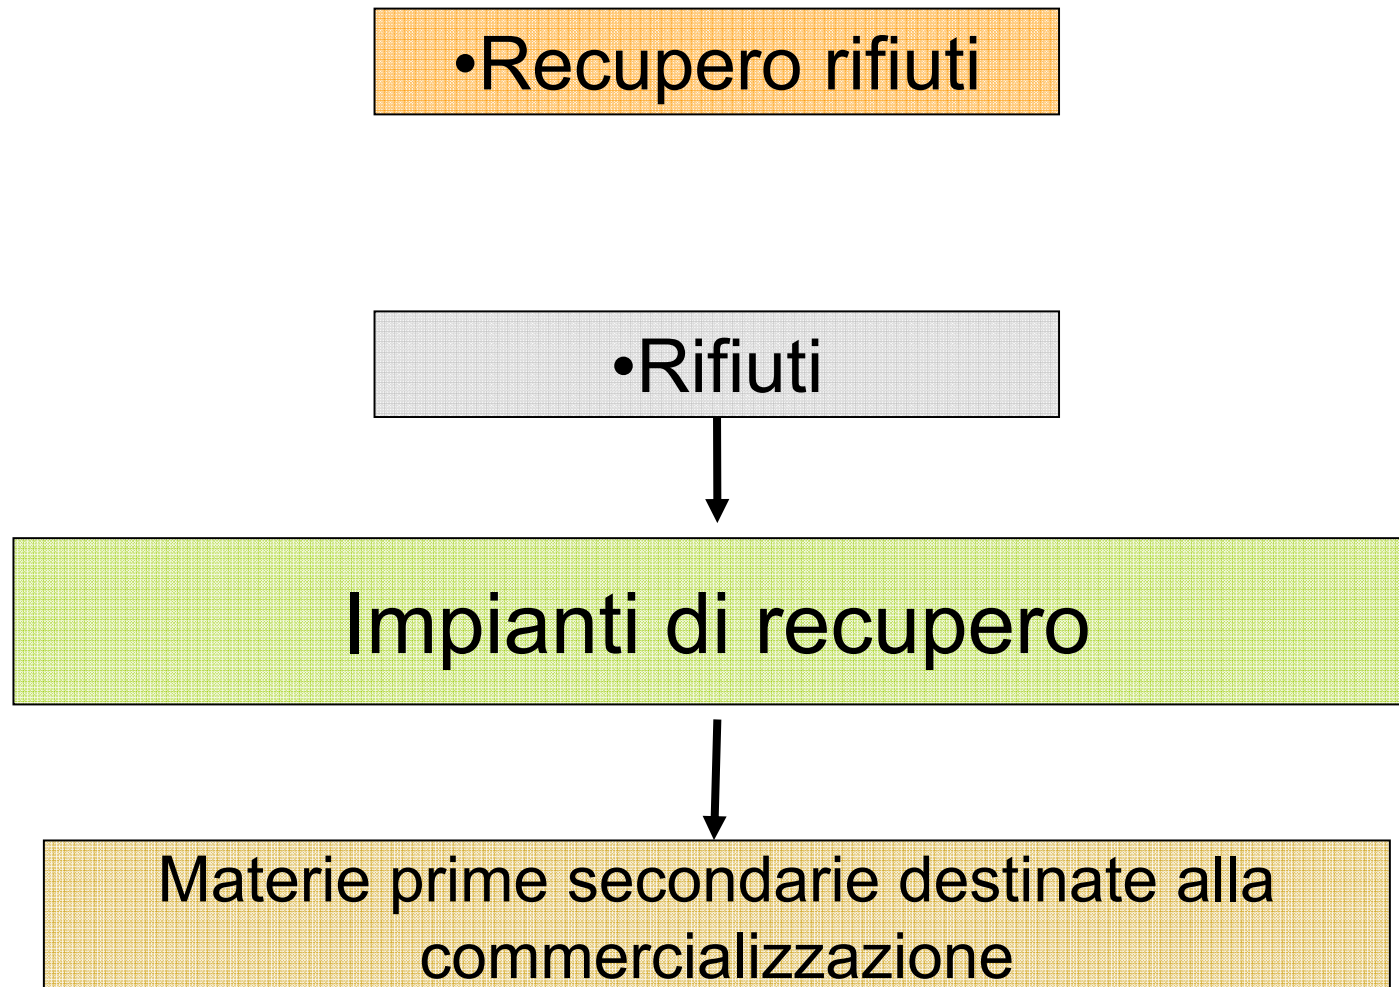 •Recupero rifiuti
•Rifiuti
Impianti di recupero
Materie prime secondarie destinate alla
commercializzazione